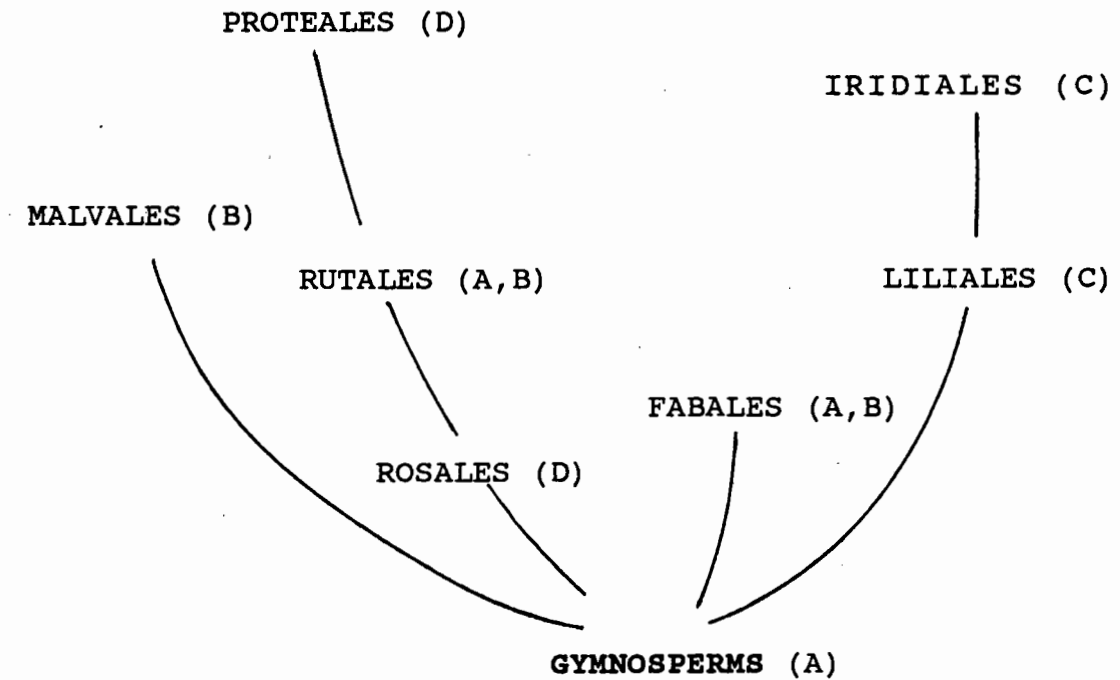 PROTEALES (D)
IRIDIALES (C)
MALVALES (B)
RUTALES (A,B)
LILIALES (C)
FABALES (A,B)
ROSALES (D)
GYMNOSPERMS (A)